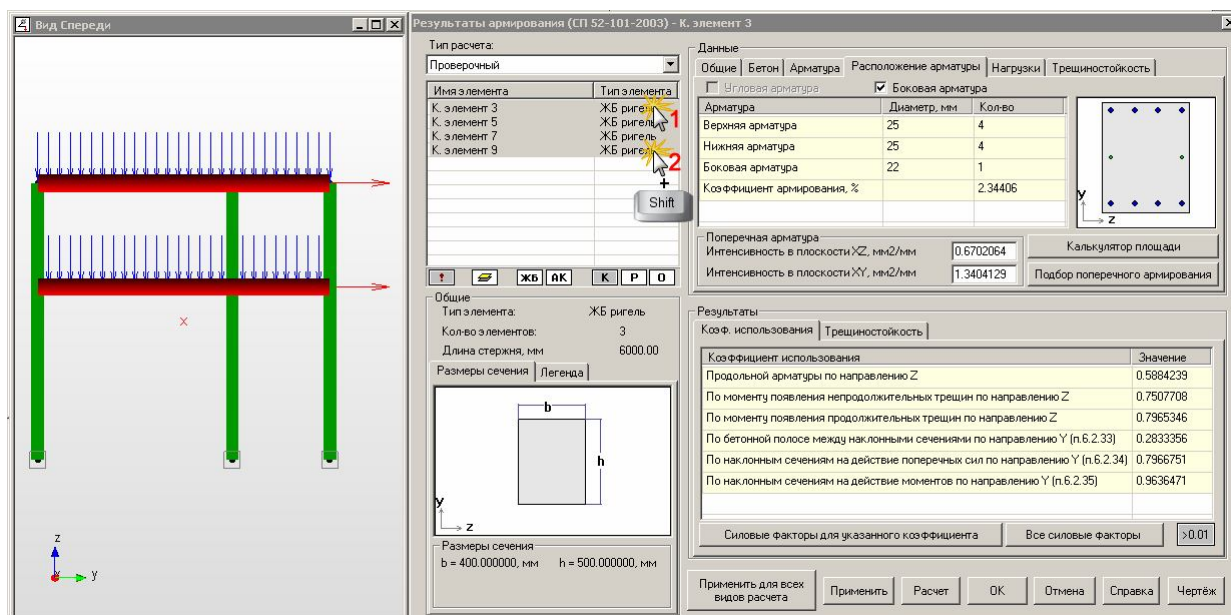 Вид Спереди
z
y
x
Результаты армирования (СП 52-101-2003) - К. элемент 3
Тип расчета:
Проверочный
Имя элемента Тип элемента
К. элемент 3 ЖБ ригель
К. элемент 5 ЖБ ригель
К. элемент 7 ЖБ ригель
К. элемент 9 ЖБ ригель
1
2
+
Shift
! ЖБ АК К Р О
Общие
Тип элемента: ЖБ ригель
Кол-во элементов: 3
Длина стержня, мм 6000.00
Размеры сечения Легенда
b
h
y
z
Размеры сечения
b = 400.000000, мм h = 500.000000, мм
Данные
Общие Бетон Арматура Расположение арматуры Нагрузки Трещиностойкость
Угловая арматура Боковая арматура
Арматура Диаметр, мм Кол-во
Верхняя арматура 25 4
Нижняя арматура 25 4
Боковая арматура 22 1
Коэффициент армирования, % 2.34406
y
z
Поперечная арматура
Интенсивность в плоскости XZ, мм2/мм 0.6702064
Интенсивность в плоскости XY, мм2/мм 1.3404129
Калькулятор площади
Подбор поперечного армирования
Результаты
Коэф. использования Трещиностойкость
Коэффициент использования Значение
Продольной арматуры по направлению Z 0.5884239
По моменту появления непродолжительных трещин по направлению Z 0.7507708
По моменту появления продолжительных трещин по направлению Z 0.7965346
По бетонной полосе между наклонными сечениями по направлению Y (п.6.2.33) 0.2833356
По наклонным сечениям на действие поперечных сил по направлению Y (п.6.2.34) 0.7966751
По наклонным сечениям на действие моментов по направлению Y (п.6.2.35) 0.9636471
Силовые факторы для указанного коэффициента Все силовые факторы >0.01
Применить для всех
видов расчета
Применить Расчет OK Отмена Справка Чертёж